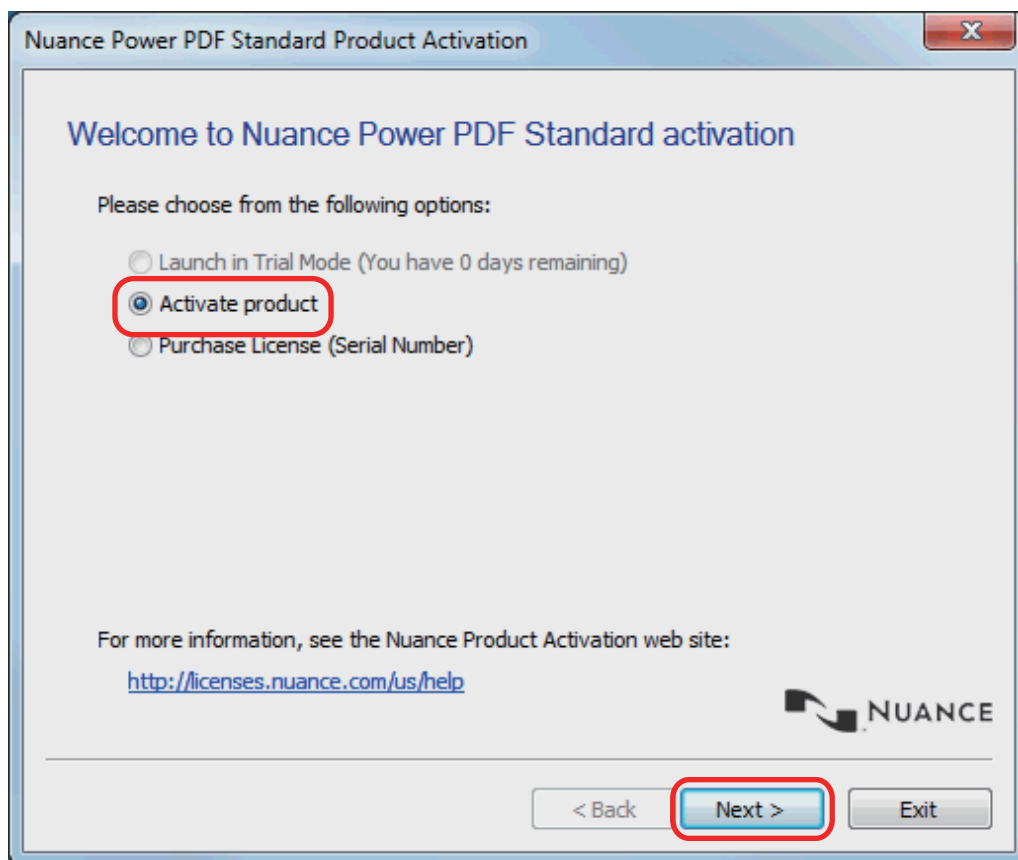 Nuance Power PDF Standard Product Activation
Welcome to Nuance Power PDF Standard activation
Please choose from the following options:
Launch in Trial Mode (You have 0 days remaining)
Activate product
Purchase License (Serial Number)
For more information, see the Nuance Product Activation web site:
http://licenses.nuance.com/us/help
NUANCE
< Back Next > Exit